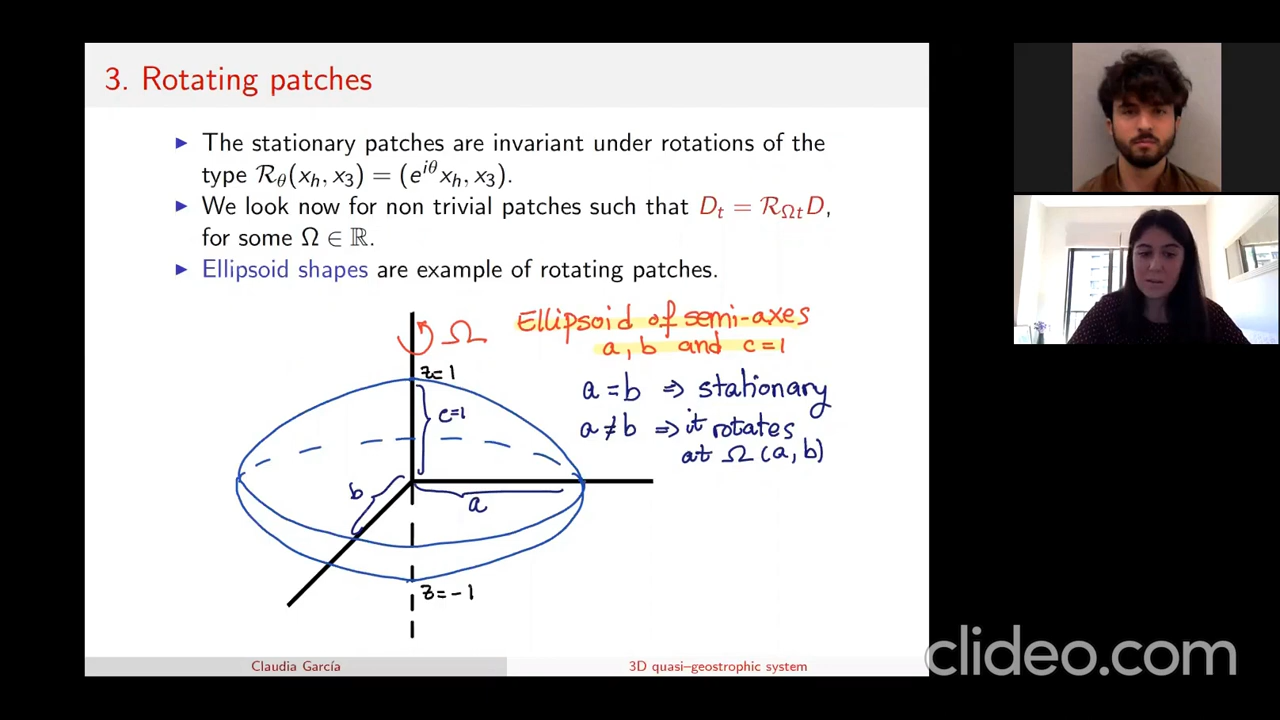 3. Rotating patches
▶ The stationary patches are invariant under rotations of the
type R_θ(x_h, x_3) = (e^{iθ} x_h, x_3).
▶ We look now for non trivial patches such that D_t = R_{Ωt}D,
for some Ω ∈ ℝ.
▶ Ellipsoid shapes are example of rotating patches.
Ω
Ellipsoid of semi-axes
a, b and c=1
z=1
a = b ⇒ stationary
c=1
a ≠ b ⇒ it rotates
at Ω (a, b)
b
a
z=-1
Claudia García
3D quasi–geostrophic system
clideo.com